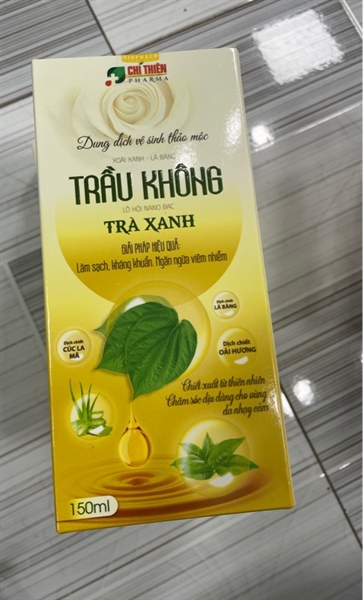 CHÍ THIÊN
PHARMA
Dung dịch vệ sinh thảo mộc
XOÀI XANH - LÁ BÀNG
TRẦU KHÔNG
LÔ HỘI NANO BẠC
TRÀ XANH
GIẢI PHÁP HIỆU QUẢ:
Làm sạch, kháng khuẩn. Ngăn ngừa viêm nhiễm
Dịch chiết
LÁ BÀNG
Dịch chiết
CÚC LA
MÃ
Dịch chiết
OẢI HƯƠNG
Chiết xuất từ thiên nhiên
Chăm sóc dịu dàng cho vùng
da nhạy cảm
150ml